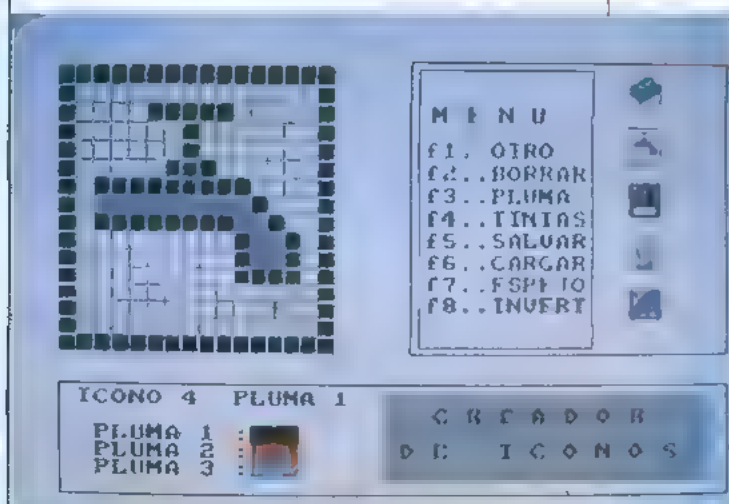 M E N U
f1. OTRO
f2..BORRAR
f3..PLUMA
f4..TINTAS
f5..SALVAR
f6..CARGAR
f7..ESPEJO
f8..INVERT
ICONO 4 PLUMA 1
PLUMA 1 :
PLUMA 2 :
PLUMA 3 :
C R E A D O R
D E I C O N O S